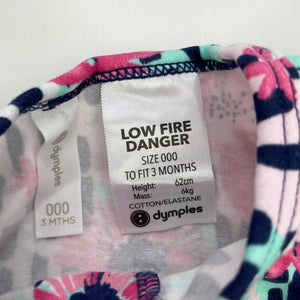 LOW FIRE
DANGER
SIZE 000
TO FIT 3 MONTHS
Height: 62cm
Mass: 6kg
COTTON/ELASTANE
dymples
dymples
000
3 MTHS